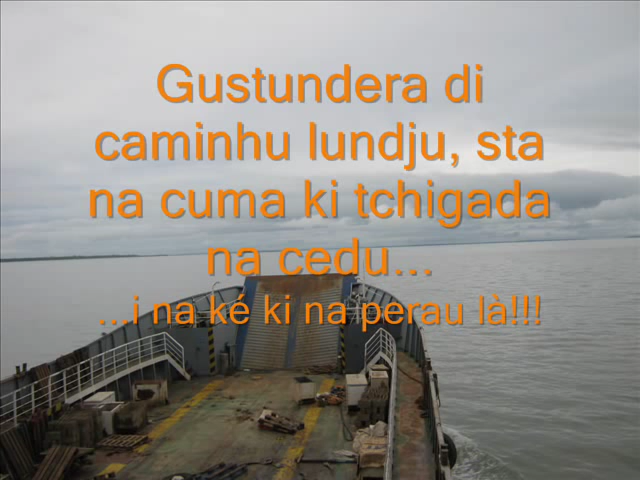 Gustundera di
caminhu lundju, sta
na cuma ki tchigada
na cedu...
...i na ké ki na perau là!!!